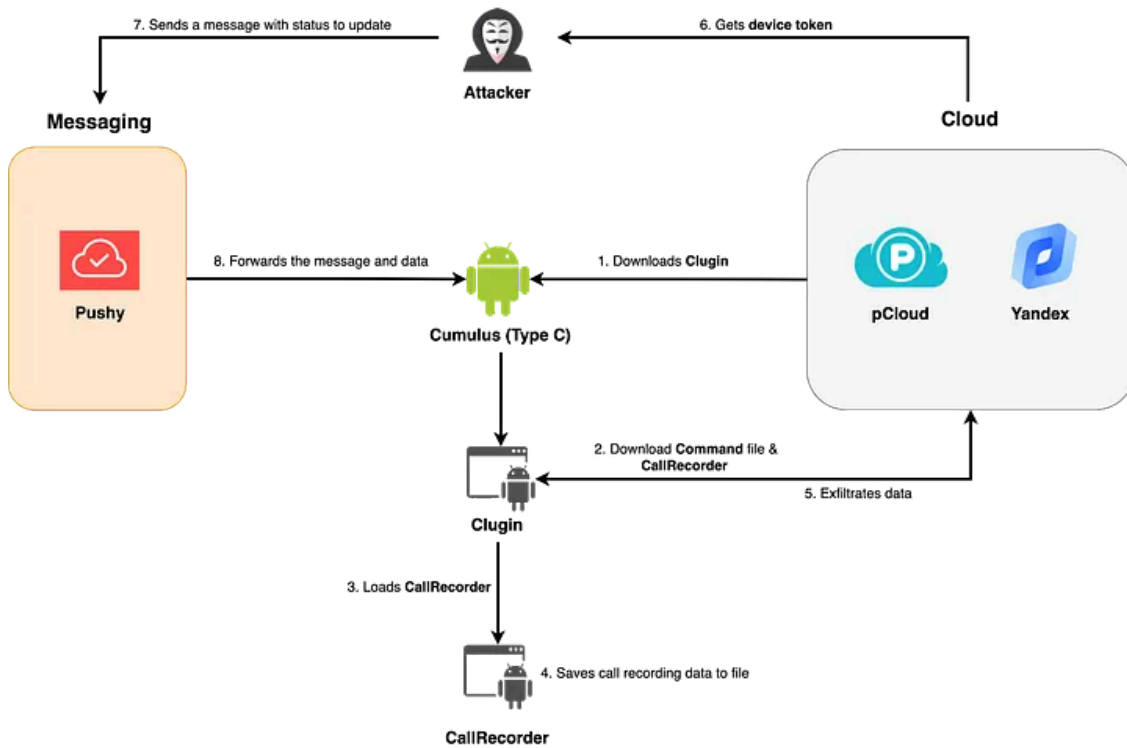 7. Sends a message with status to update
6. Gets device token
Attacker
Messaging
Cloud
P
8. Forwards the message and data
1. Downloads Clugin
Pushy
pCloud
Yandex
Cumulus (Type C)
2. Download Command file &
CallRecorder
5. Exfiltrates data
Clugin
3. Loads CallRecorder
4. Saves call recording data to file
CallRecorder